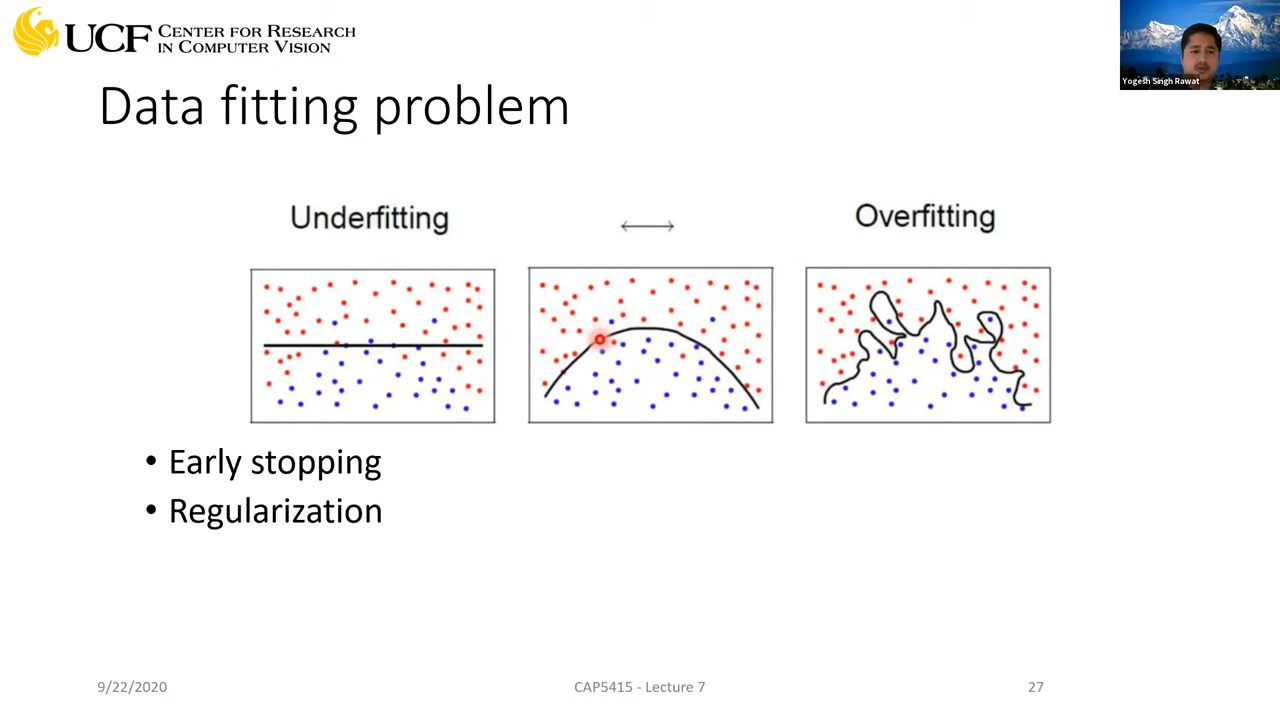 UCF CENTER FOR RESEARCH
IN COMPUTER VISION
Yogesh Singh Rawat
Data fitting problem
Underfitting
Overfitting
• Early stopping
• Regularization
9/22/2020
CAP5415 - Lecture 7
27